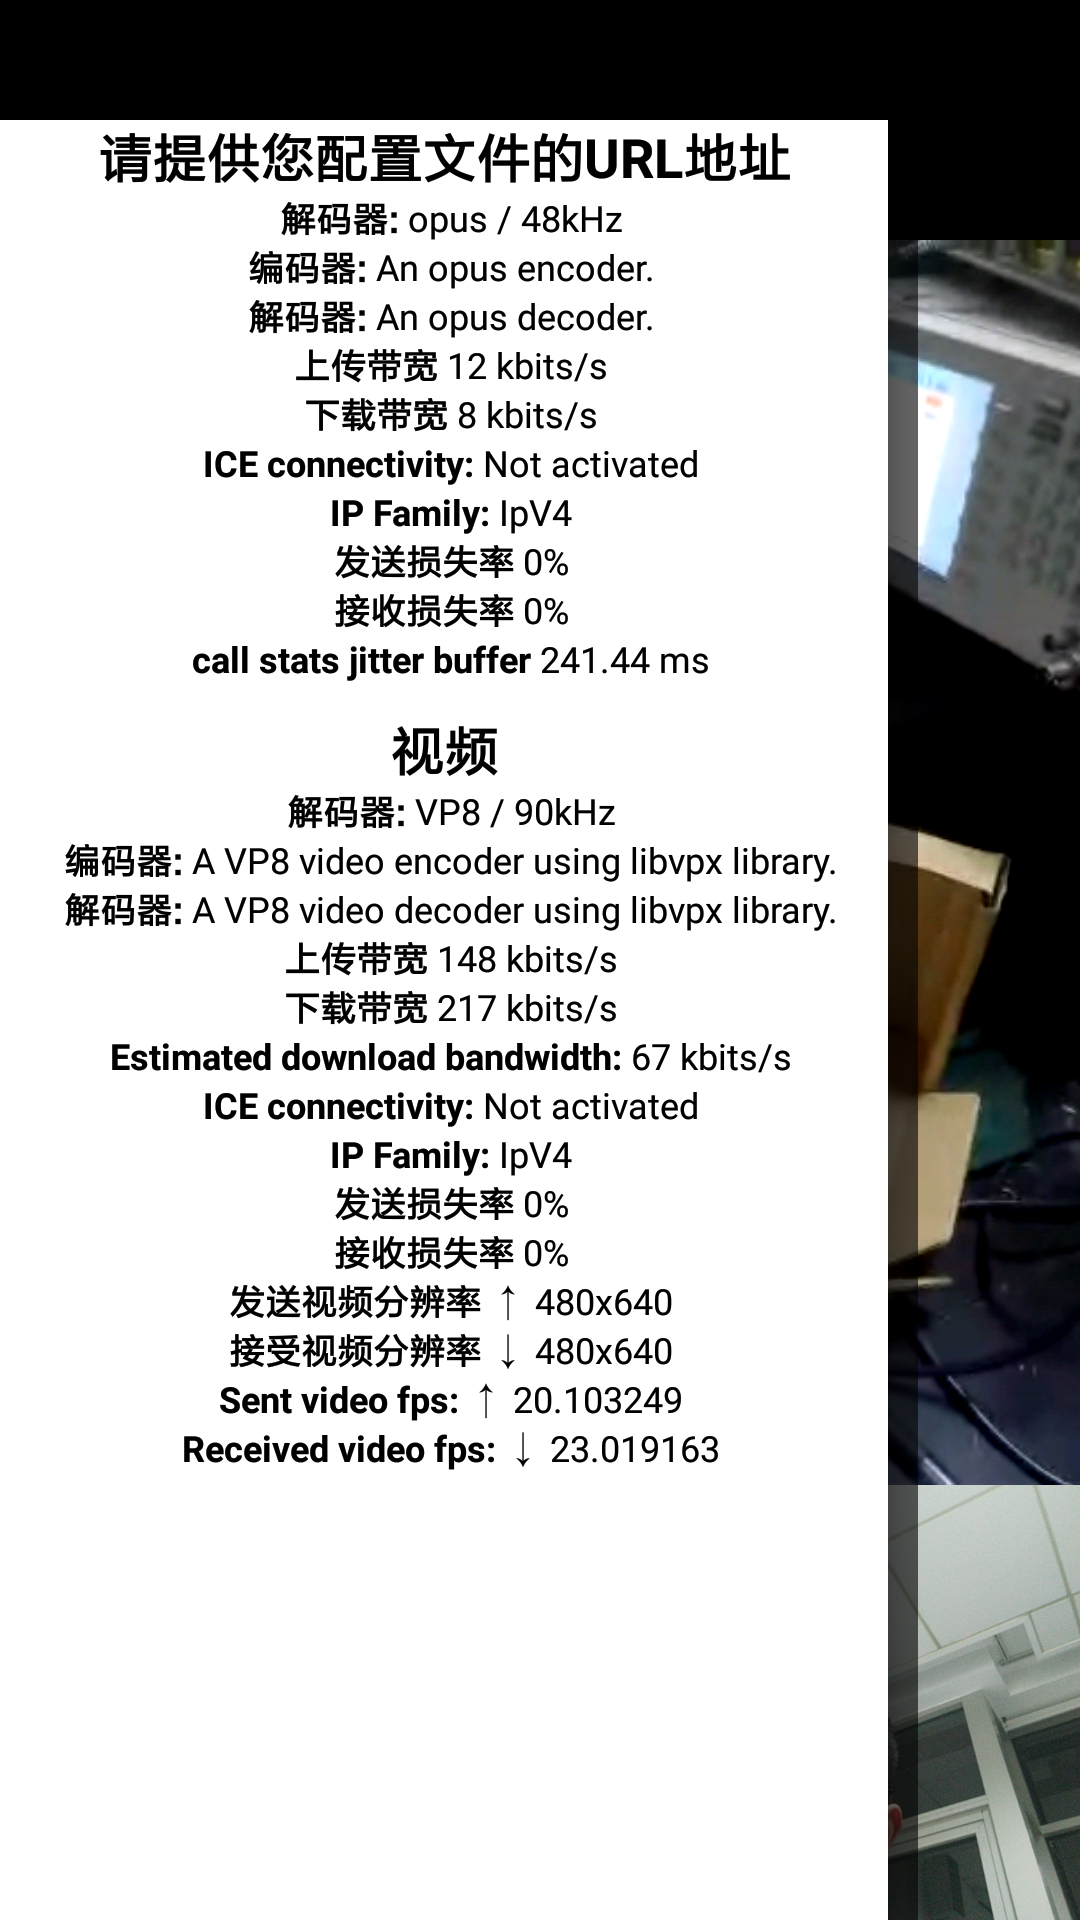 请提供您配置文件的URL地址
解码器: opus / 48kHz
编码器: An opus encoder.
解码器: An opus decoder.
上传带宽 12 kbits/s
下载带宽 8 kbits/s
ICE connectivity: Not activated
IP Family: IpV4
发送损失率 0%
接收损失率 0%
call stats jitter buffer 241.44 ms
视频
解码器: VP8 / 90kHz
编码器: A VP8 video encoder using libvpx library.
解码器: A VP8 video decoder using libvpx library.
上传带宽 148 kbits/s
下载带宽 217 kbits/s
Estimated download bandwidth: 67 kbits/s
ICE connectivity: Not activated
IP Family: IpV4
发送损失率 0%
接收损失率 0%
发送视频分辨率 ↑ 480x640
接受视频分辨率 ↓ 480x640
Sent video fps: ↑ 20.103249
Received video fps: ↓ 23.019163